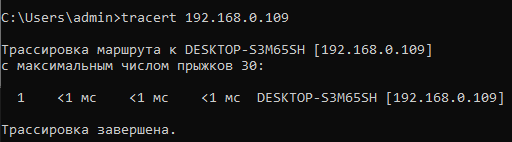 C:\Users\admin>tracert 192.168.0.109
Трассировка маршрута к DESKTOP-S3M65SH [192.168.0.109]
с максимальным числом прыжков 30:
1 <1 мс <1 мс <1 мс DESKTOP-S3M65SH [192.168.0.109]
Трассировка завершена.